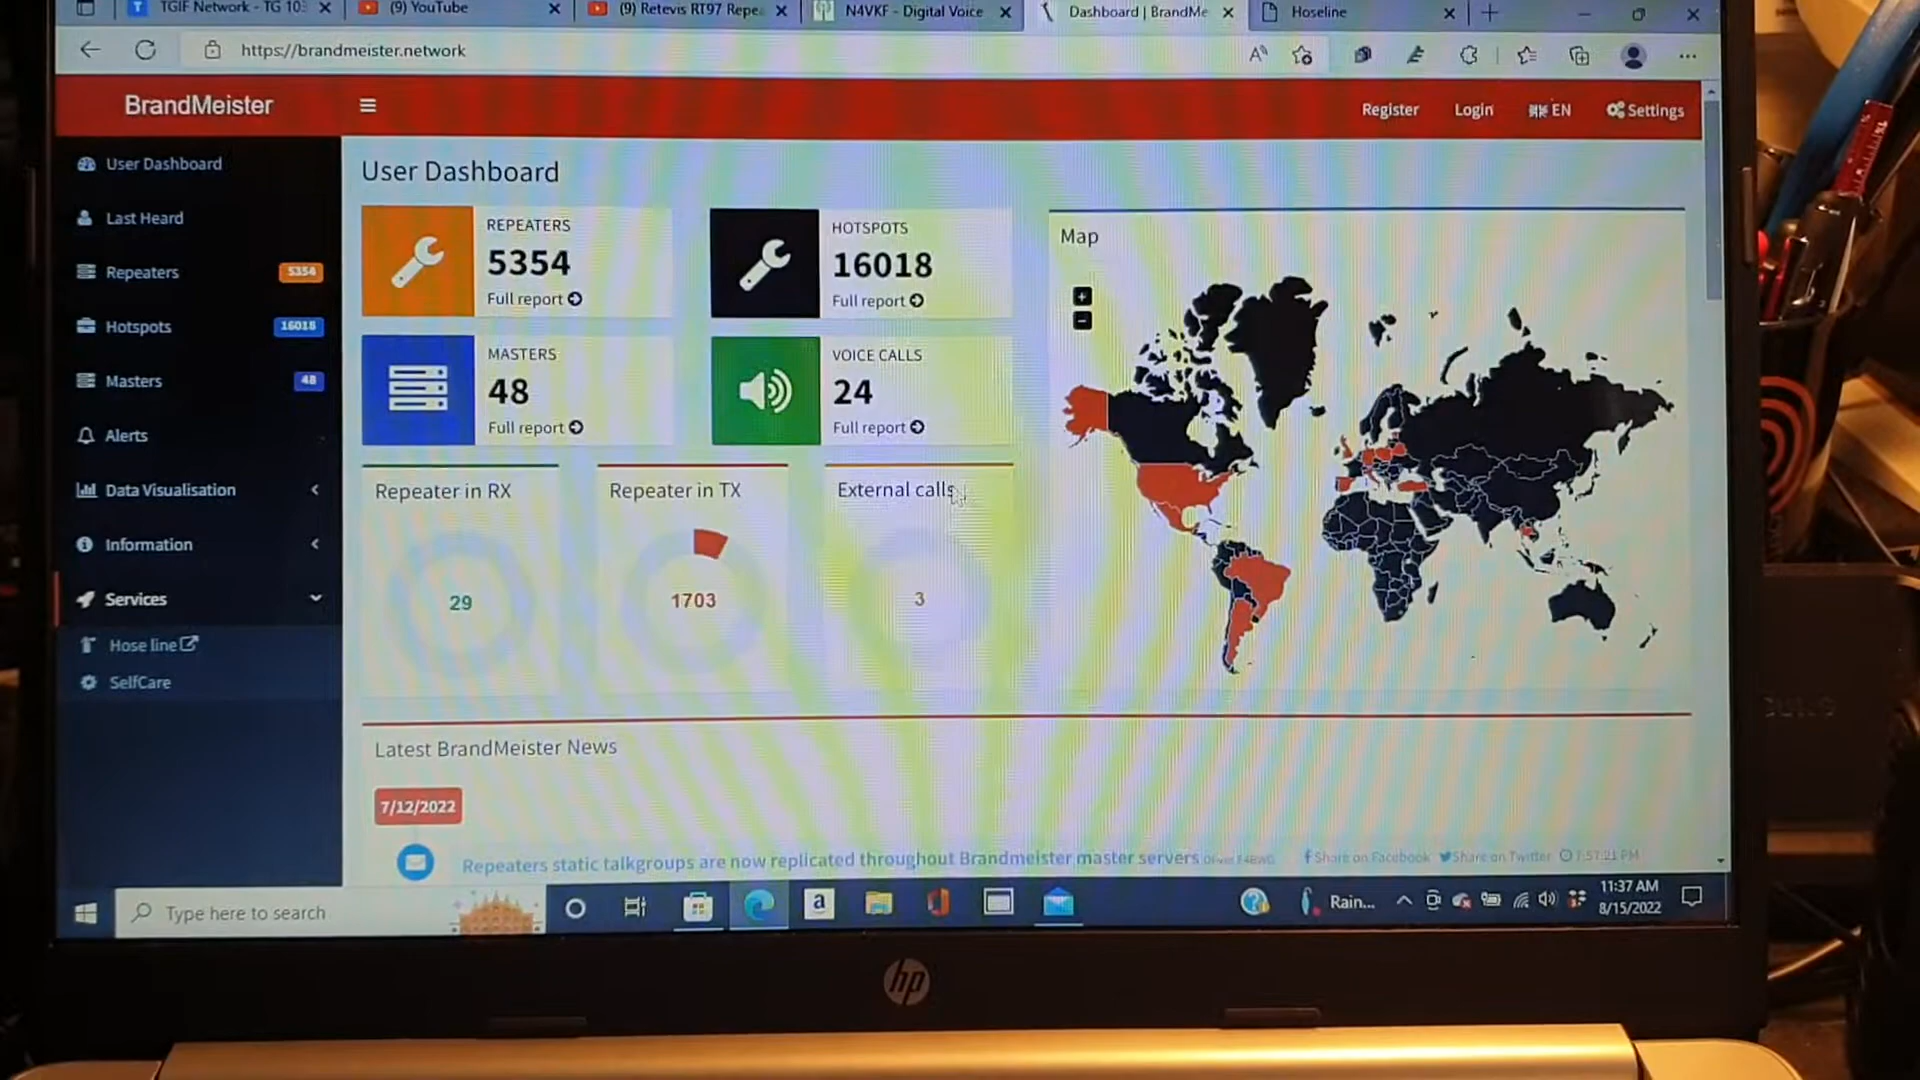 TGIF Network - TG 10
(9) YouTube
(9) Retevis RT97 Repe
N4VKF - Digital Voice
Dashboard | BrandMe
Hoseline
https://brandmeister.network
BrandMeister
Register
Login
EN
Settings
User Dashboard
Last Heard
Repeaters 5354
Hotspots 16018
Masters 48
Alerts
Data Visualisation
Information
Services
Hose line
SelfCare
User Dashboard
REPEATERS
5354
Full report
HOTSPOTS
16018
Full report
MASTERS
48
Full report
VOICE CALLS
24
Full report
Repeater in RX
29
Repeater in TX
1703
External calls
3
Map
+
-
Latest BrandMeister News
7/12/2022
Repeaters static talkgroups are now replicated throughout Brandmeister master servers
Share on Facebook
Share on Twitter
7:57:21 PM
Type here to search
Rain...
11:37 AM
8/15/2022
hp